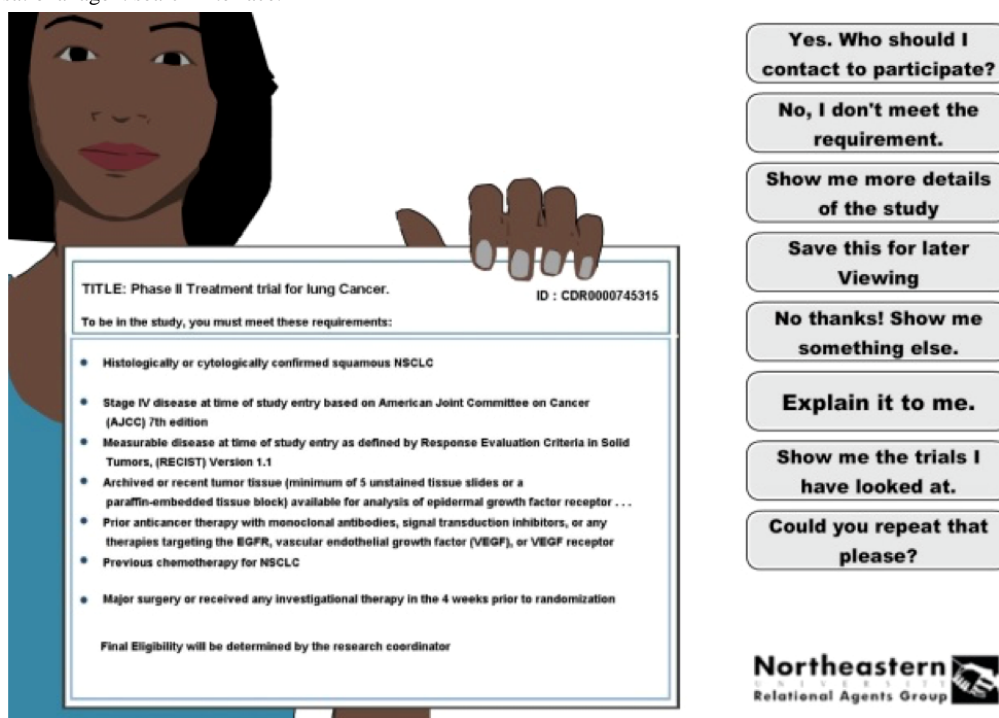 TITLE: Phase II Treatment trial for lung Cancer.
ID : CDR0000745315
To be in the study, you must meet these requirements:
Histologically or cytologically confirmed squamous NSCLC
Stage IV disease at time of study entry based on American Joint Committee on Cancer
(AJCC) 7th edition
Measurable disease at time of study entry as defined by Response Evaluation Criteria in Solid
Tumors, (RECIST) Version 1.1
Archived or recent tumor tissue (minimum of 5 unstained tissue slides or a
paraffin-embedded tissue block) available for analysis of epidermal growth factor receptor . . .
Prior anticancer therapy with monoclonal antibodies, signal transduction inhibitors, or any
therapies targeting the EGFR, vascular endothelial growth factor (VEGF), or VEGF receptor
Previous chemotherapy for NSCLC
Major surgery or received any investigational therapy in the 4 weeks prior to randomization
Final Eligibility will be determined by the research coordinator
Yes. Who should I
contact to participate?
No, I don't meet the
requirement.
Show me more details
of the study
Save this for later
Viewing
No thanks! Show me
something else.
Explain it to me.
Show me the trials I
have looked at.
Could you repeat that
please?
Northeastern
UNIVERSITY
Relational Agents Group